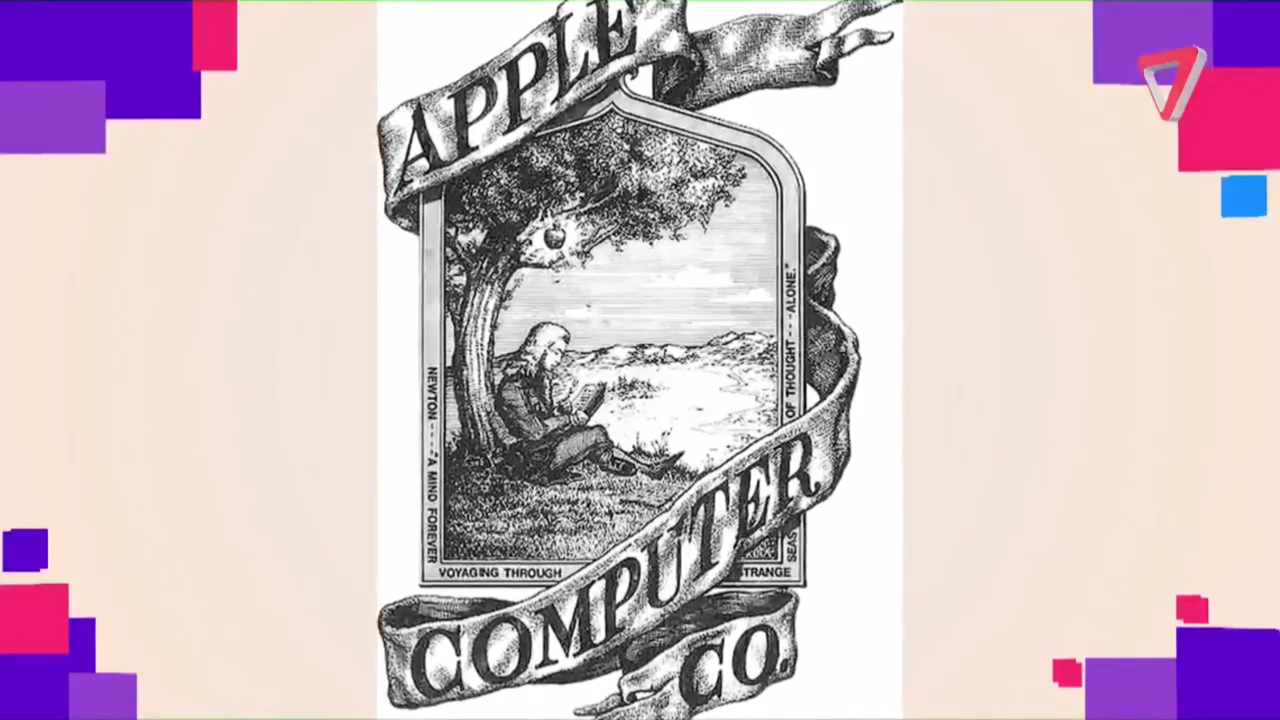 APPLE
COMPUTER
CO.
NEWTON - - - - "A MIND FOREVER
VOYAGING THROUGH
STRANGE
SEAS
OF THOUGHT - - - ALONE."